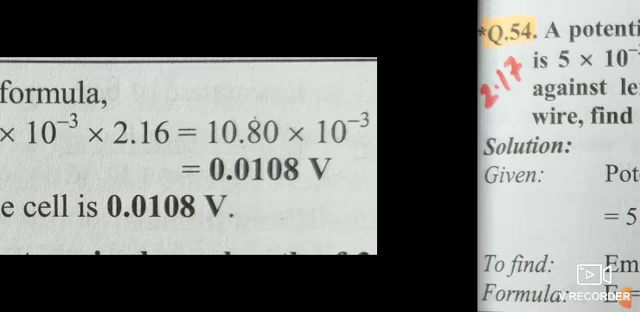 formula,
× 10⁻³ × 2.16 = 10.80 × 10⁻³
= 0.0108 V
e cell is 0.0108 V.
*Q.54. A potenti
is 5 × 10⁻³
2.17
against le
wire, find
Solution:
Given: Pot
= 5
To find: Em
Formula: E =
V RECORDER